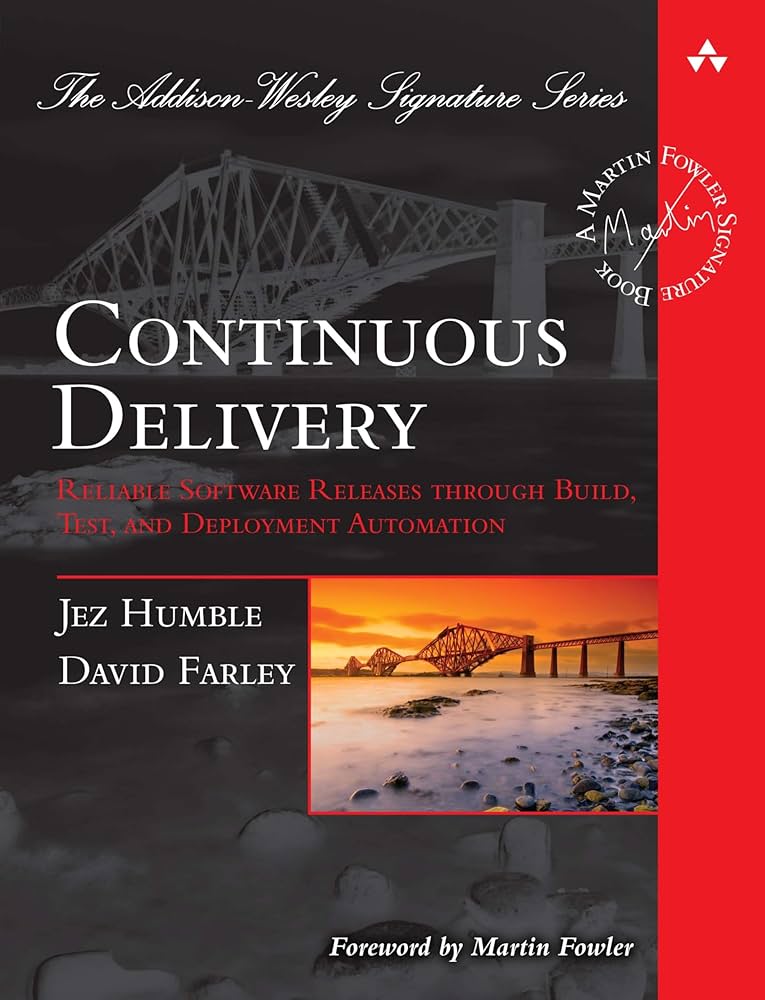 The Addison-Wesley Signature Series
A MARTIN FOWLER SIGNATURE BOOK
Martin
CONTINUOUS
DELIVERY
RELIABLE SOFTWARE RELEASES THROUGH BUILD,
TEST, AND DEPLOYMENT AUTOMATION
JEZ HUMBLE
DAVID FARLEY
Foreword by Martin Fowler